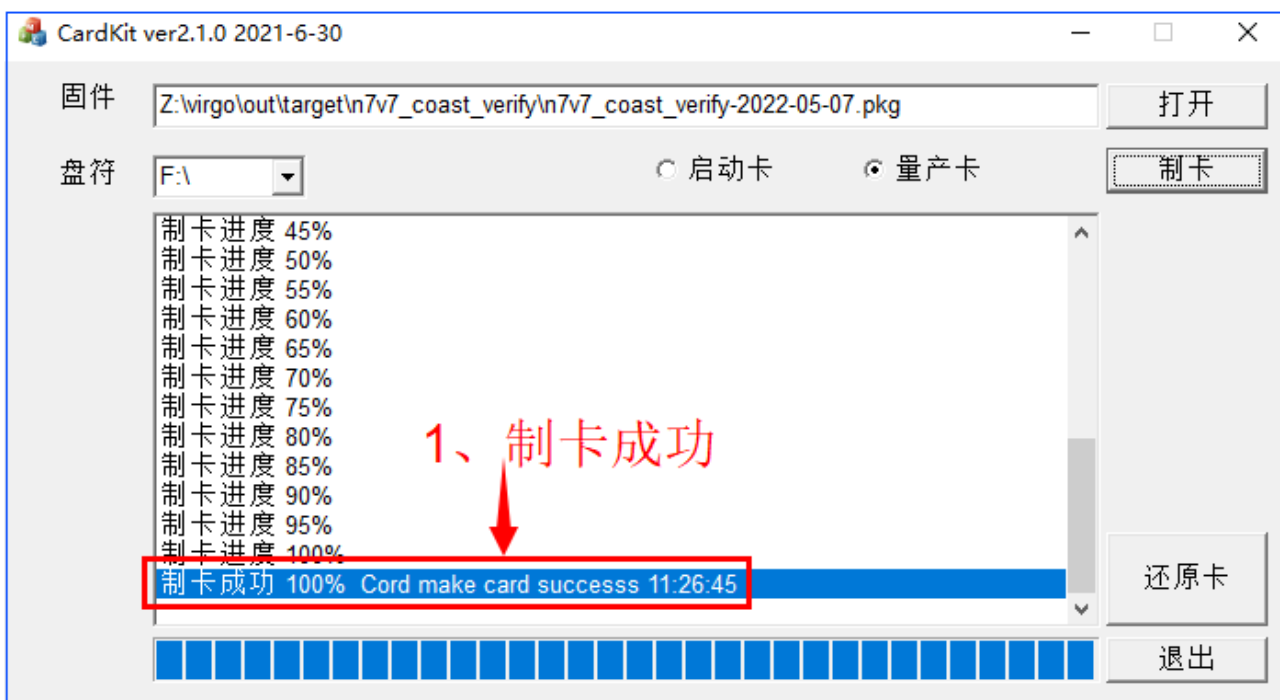 CardKit ver2.1.0 2021-6-30
固件 Z:\virgo\out\target\n7v7_coast_verify\n7v7_coast_verify-2022-05-07.pkg 打开
盘符 F:\ 启动卡 量产卡 制卡
制卡进度 45%
制卡进度 50%
制卡进度 55%
制卡进度 60%
制卡进度 65%
制卡进度 70%
制卡进度 75%
制卡进度 80%
制卡进度 85%
制卡进度 90%
制卡进度 95%
制卡进度 100%
制卡成功 100% Cord make card successs 11:26:45
1、制卡成功
还原卡
退出